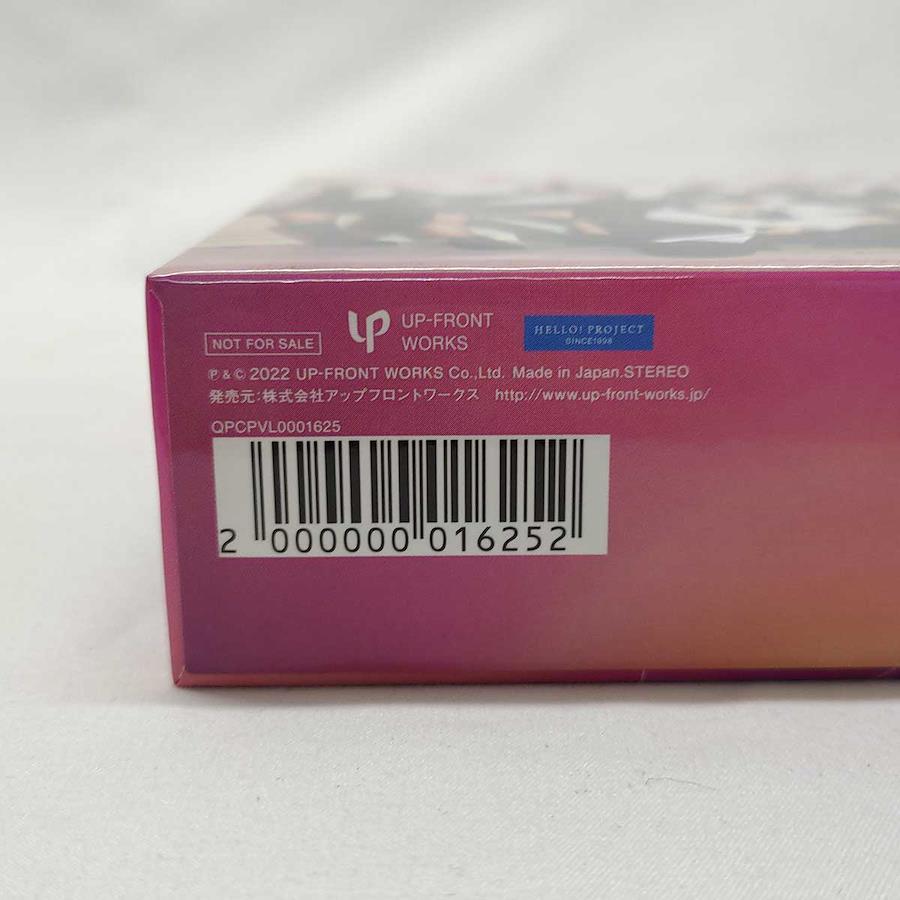 NOT FOR SALE
UP-FRONT
WORKS
HELLO! PROJECT
SINCE1998
℗ & © 2022 UP-FRONT WORKS Co.,Ltd. Made in Japan.STEREO
発売元:株式会社アップフロントワークス http://www.up-front-works.jp/
QPCPVL0001625
2 000000 016252